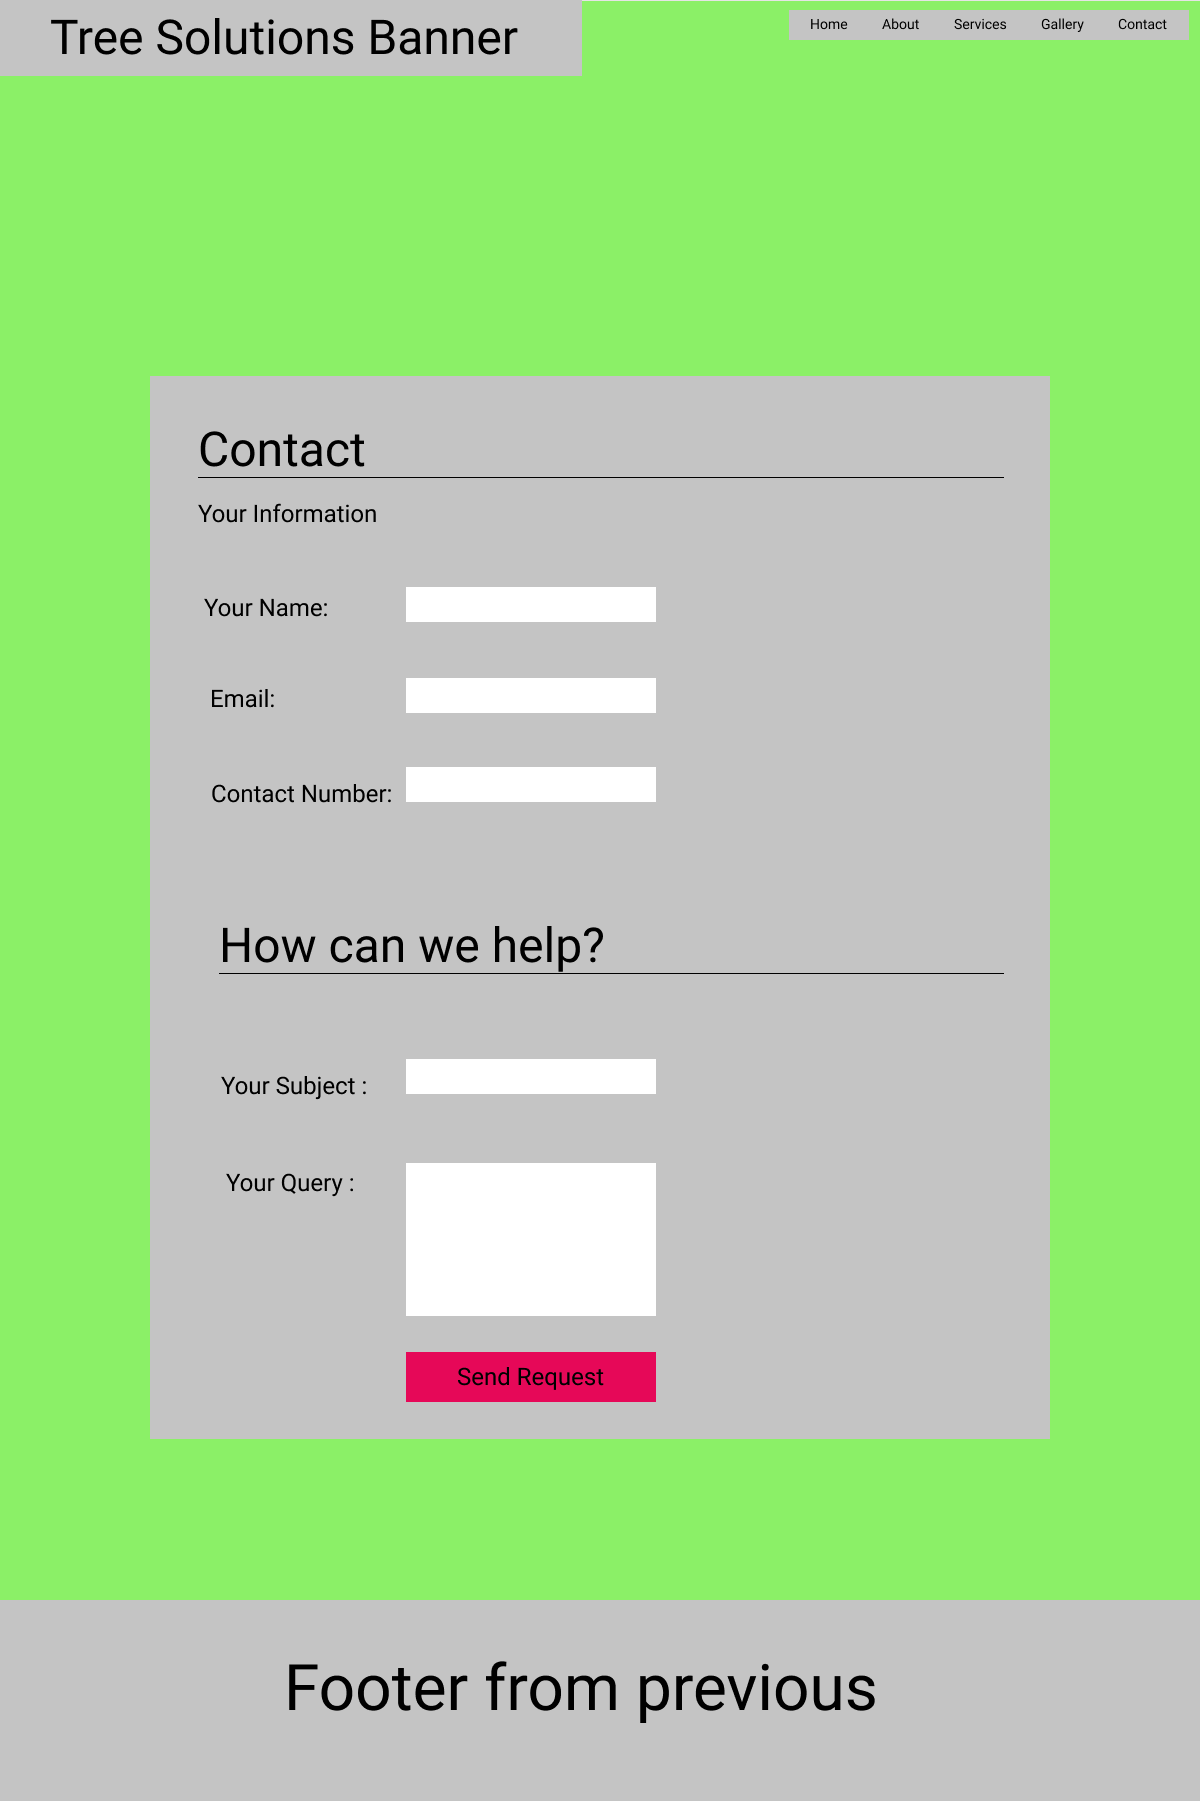 Tree Solutions Banner
Home About Services Gallery Contact
Contact
Your Information
Your Name:
Email:
Contact Number:
How can we help?
Your Subject :
Your Query :
Send Request
Footer from previous